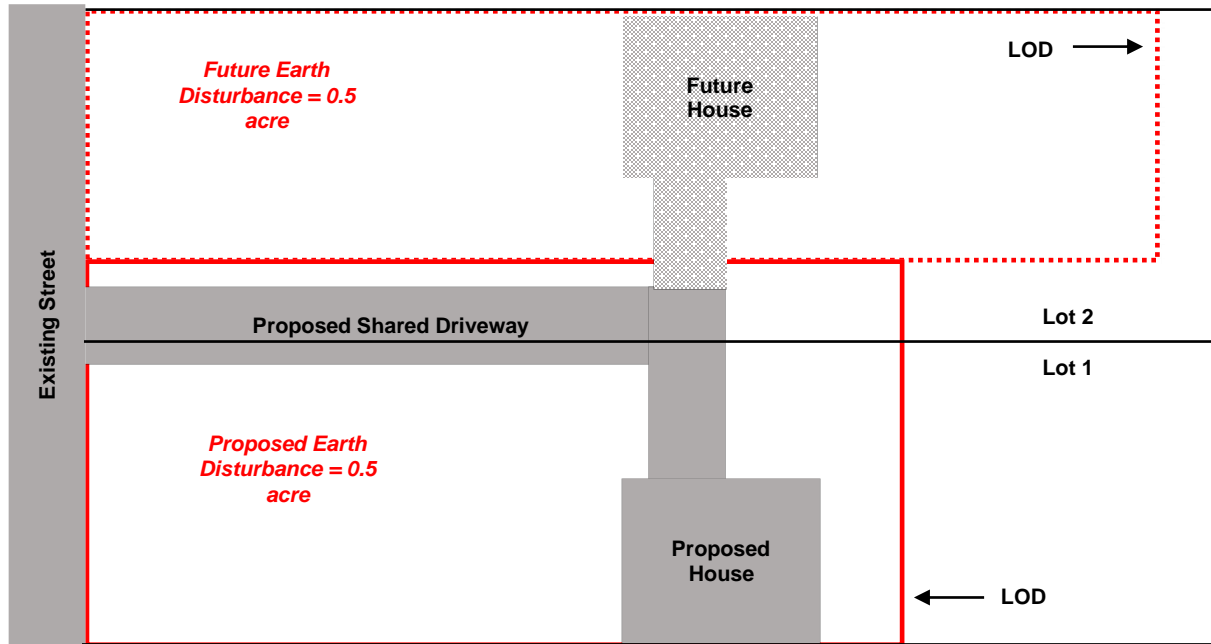 Existing Street
Future Earth
Disturbance = 0.5
acre
Future
House
LOD
Proposed Shared Driveway
Lot 2
Lot 1
Proposed Earth
Disturbance = 0.5
acre
Proposed
House
LOD